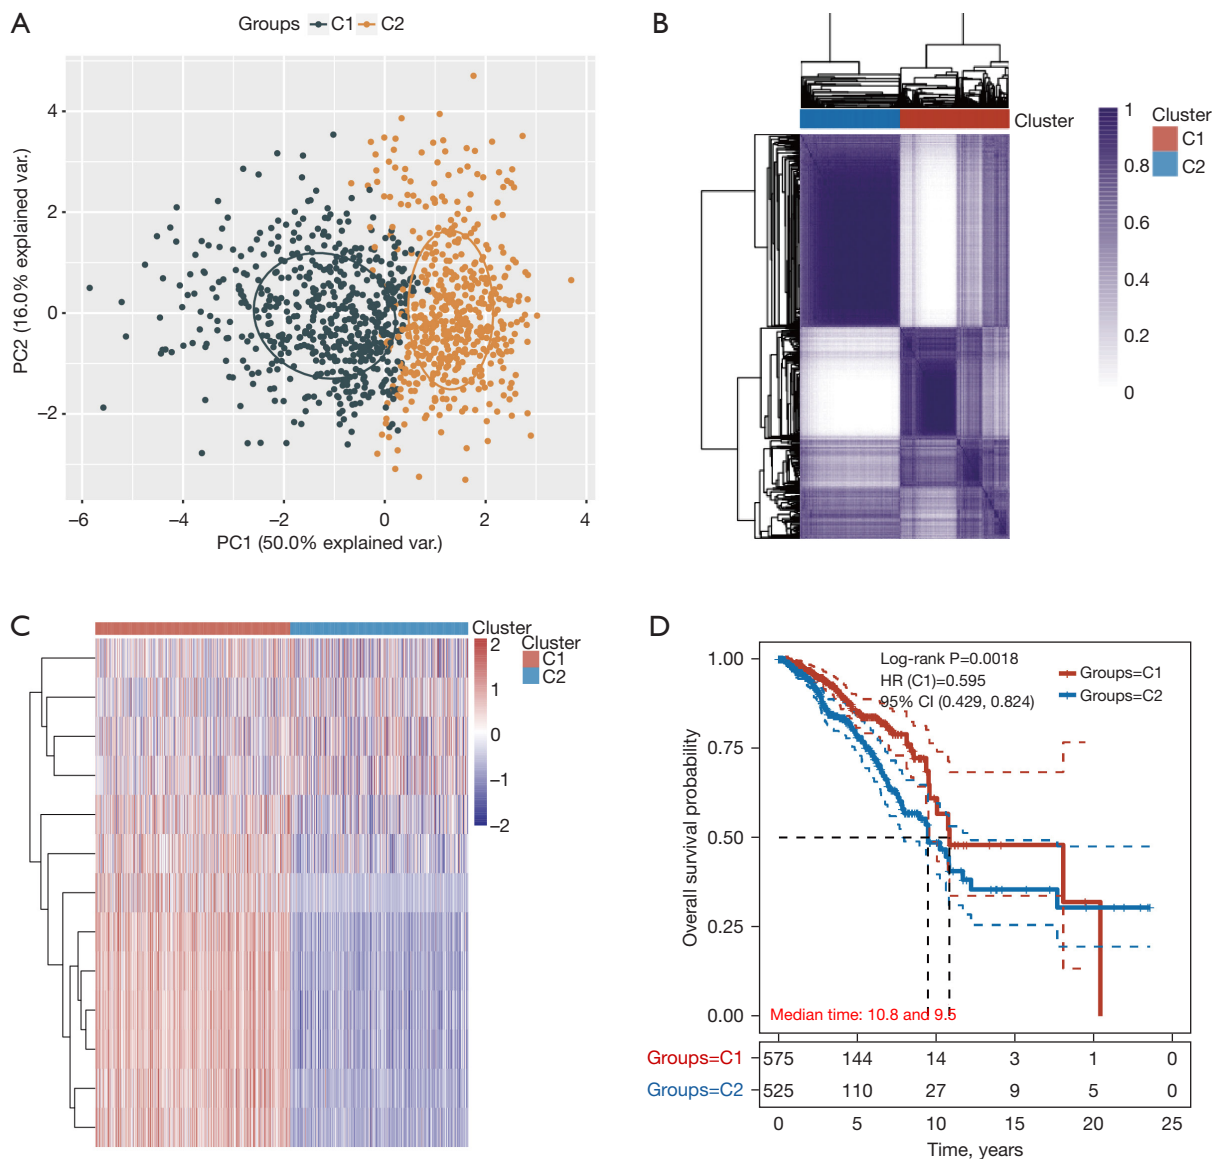 A
Groups C1 C2
PC2 (16.0% explained var.)
4
2
0
−2
−6 −4 −2 0 2 4
PC1 (50.0% explained var.)
B
Cluster
1
0.8
0.6
0.4
0.2
0
Cluster
C1
C2
C
Cluster
2
1
0
−1
−2
Cluster
C1
C2
D
Overall survival probability
1.00
0.75
0.50
0.25
0.00
Log-rank P=0.0018
HR (C1)=0.595
95% CI (0.429, 0.824)
Groups=C1
Groups=C2
Median time: 10.8 and 9.5
Groups=C1 575 144 14 3 1 0
Groups=C2 525 110 27 9 5 0
0 5 10 15 20 25
Time, years